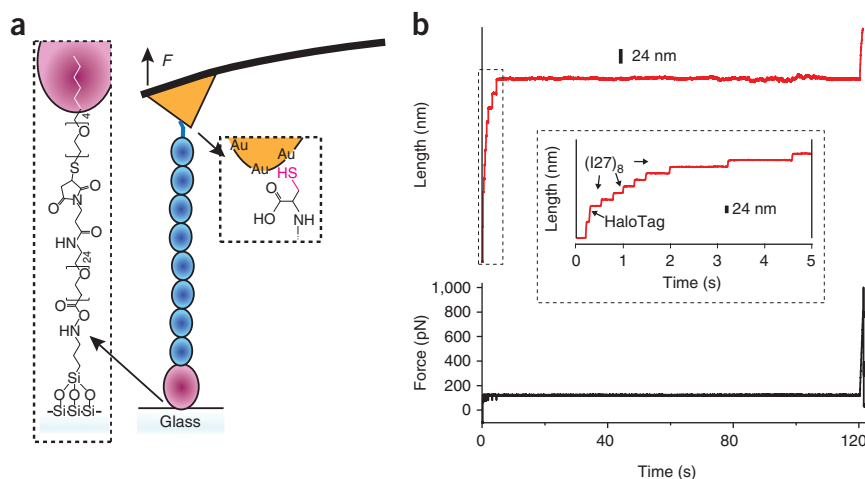 a
F
4
O
S
O
N
O
O
HN
24
O
O
O
HN
Si
O O O
Si Si Si
Au
Au
Au
HS
O
HO
NH
Glass
b
24 nm
Length (nm)
Length (nm)
(I27)8
HaloTag
24 nm
0 1 2 3 4 5
Time (s)
Force (pN)
1,000
800
600
400
200
0
0 40 80 120
Time (s)